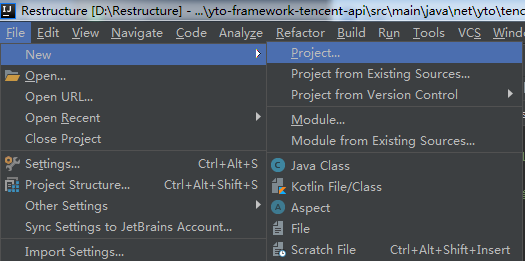 Restructure [D:\Restructure] - ...\yto-framework-tencent-api\src\main\java\net\yto\tenc
File Edit View Navigate Code Analyze Refactor Build Run Tools VCS Window
New
Open...
Open URL...
Open Recent
Close Project
Settings... Ctrl+Alt+S
Project Structure... Ctrl+Alt+Shift+S
Other Settings
Sync Settings to JetBrains Account...
Import Settings...
Project...
Project from Existing Sources...
Project from Version Control
Module...
Module from Existing Sources...
Java Class
Kotlin File/Class
Aspect
File
Scratch File Ctrl+Alt+Shift+Insert